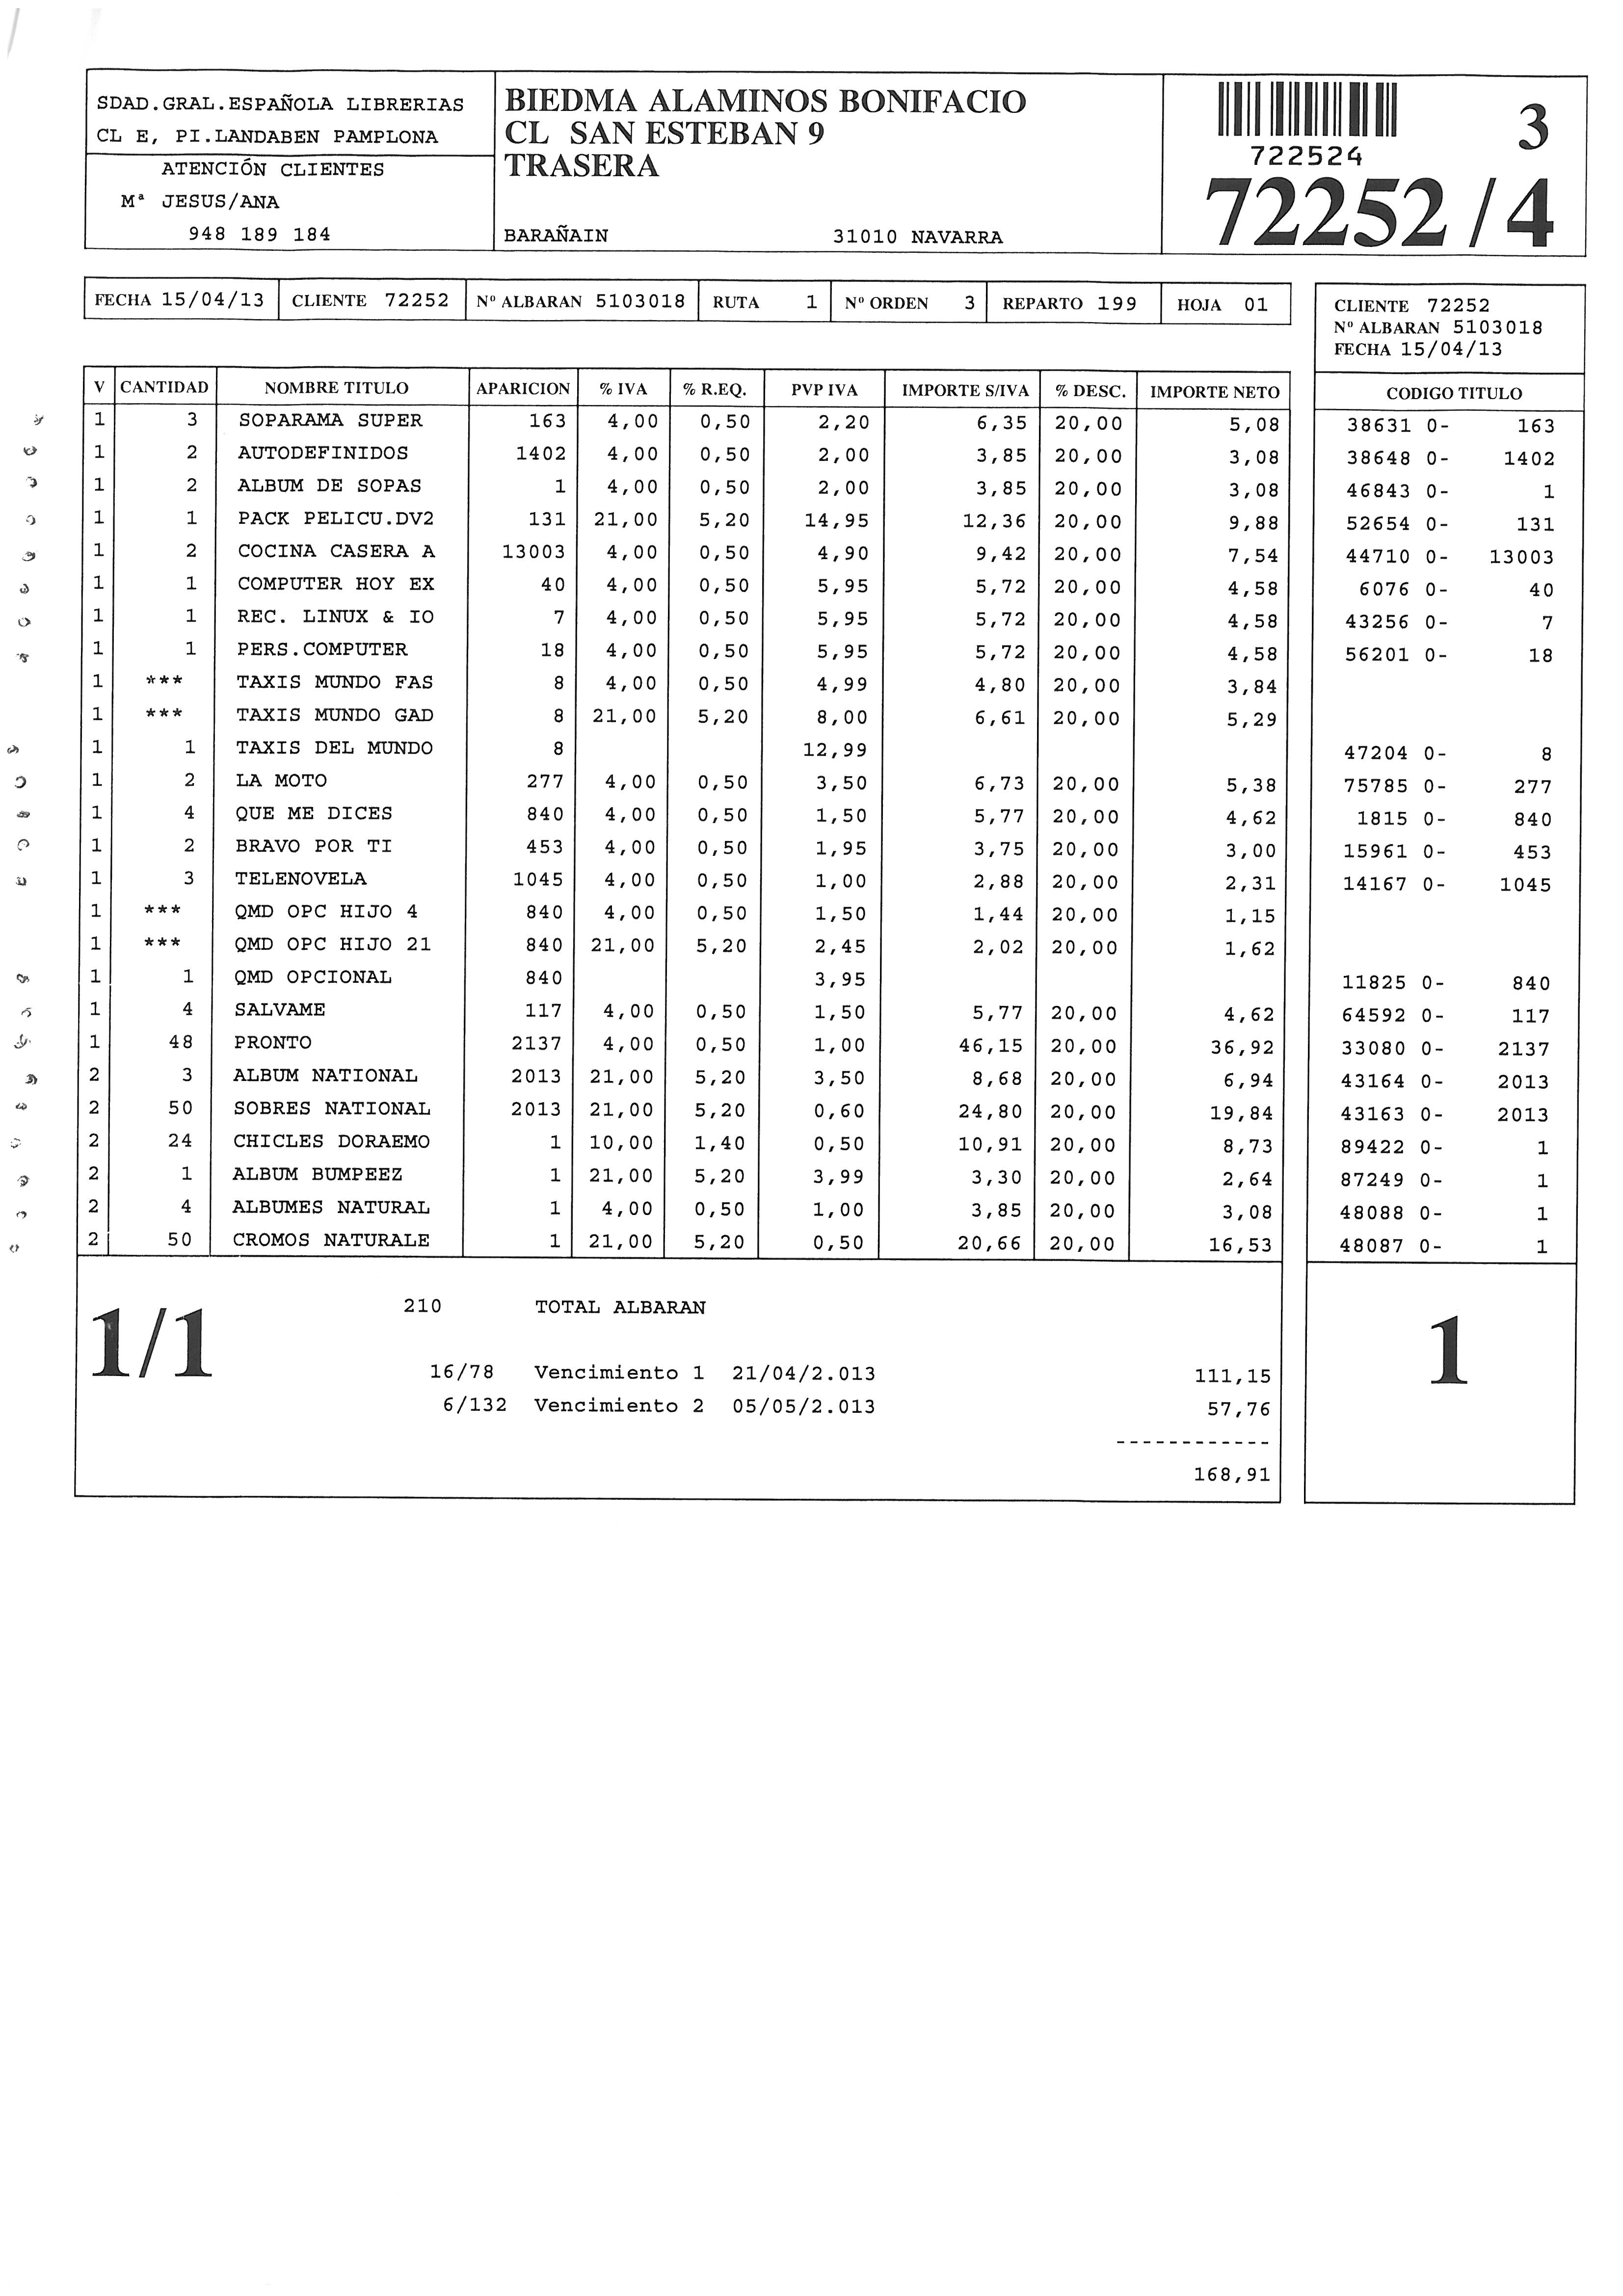 SDAD.GRAL.ESPAÑOLA LIBRERIAS
CL E, PI.LANDABEN PAMPLONA
ATENCIÓN CLIENTES
Mª JESUS/ANA
948 189 184
BIEDMA ALAMINOS BONIFACIO
CL SAN ESTEBAN 9
TRASERA
BARAÑAIN 31010 NAVARRA
722524
3
72252/4
FECHA 15/04/13 CLIENTE 72252 Nº ALBARAN 5103018 RUTA 1 Nº ORDEN 3 REPARTO 199 HOJA 01
CLIENTE 72252
Nº ALBARAN 5103018
FECHA 15/04/13
V CANTIDAD NOMBRE TITULO APARICION % IVA % R.EQ. PVP IVA IMPORTE S/IVA % DESC. IMPORTE NETO CODIGO TITULO
1 3 SOPARAMA SUPER 163 4,00 0,50 2,20 6,35 20,00 5,08 38631 0- 163
1 2 AUTODEFINIDOS 1402 4,00 0,50 2,00 3,85 20,00 3,08 38648 0- 1402
1 2 ALBUM DE SOPAS 1 4,00 0,50 2,00 3,85 20,00 3,08 46843 0- 1
1 1 PACK PELICU.DV2 131 21,00 5,20 14,95 12,36 20,00 9,88 52654 0- 131
1 2 COCINA CASERA A 13003 4,00 0,50 4,90 9,42 20,00 7,54 44710 0- 13003
1 1 COMPUTER HOY EX 40 4,00 0,50 5,95 5,72 20,00 4,58 6076 0- 40
1 1 REC. LINUX & IO 7 4,00 0,50 5,95 5,72 20,00 4,58 43256 0- 7
1 1 PERS.COMPUTER 18 4,00 0,50 5,95 5,72 20,00 4,58 56201 0- 18
1 *** TAXIS MUNDO FAS 8 4,00 0,50 4,99 4,80 20,00 3,84
1 *** TAXIS MUNDO GAD 8 21,00 5,20 8,00 6,61 20,00 5,29
1 1 TAXIS DEL MUNDO 8 12,99 47204 0- 8
1 2 LA MOTO 277 4,00 0,50 3,50 6,73 20,00 5,38 75785 0- 277
1 4 QUE ME DICES 840 4,00 0,50 1,50 5,77 20,00 4,62 1815 0- 840
1 2 BRAVO POR TI 453 4,00 0,50 1,95 3,75 20,00 3,00 15961 0- 453
1 3 TELENOVELA 1045 4,00 0,50 1,00 2,88 20,00 2,31 14167 0- 1045
1 *** QMD OPC HIJO 4 840 4,00 0,50 1,50 1,44 20,00 1,15
1 *** QMD OPC HIJO 21 840 21,00 5,20 2,45 2,02 20,00 1,62
1 1 QMD OPCIONAL 840 3,95 11825 0- 840
1 4 SALVAME 117 4,00 0,50 1,50 5,77 20,00 4,62 64592 0- 117
1 48 PRONTO 2137 4,00 0,50 1,00 46,15 20,00 36,92 33080 0- 2137
2 3 ALBUM NATIONAL 2013 21,00 5,20 3,50 8,68 20,00 6,94 43164 0- 2013
2 50 SOBRES NATIONAL 2013 21,00 5,20 0,60 24,80 20,00 19,84 43163 0- 2013
2 24 CHICLES DORAEMO 1 10,00 1,40 0,50 10,91 20,00 8,73 89422 0- 1
2 1 ALBUM BUMPEEZ 1 21,00 5,20 3,99 3,30 20,00 2,64 87249 0- 1
2 4 ALBUMES NATURAL 1 4,00 0,50 1,00 3,85 20,00 3,08 48088 0- 1
2 50 CROMOS NATURALE 1 21,00 5,20 0,50 20,66 20,00 16,53 48087 0- 1
1/1
210 TOTAL ALBARAN
16/78 Vencimiento 1 21/04/2.013 111,15
6/132 Vencimiento 2 05/05/2.013 57,76
------------
168,91
1